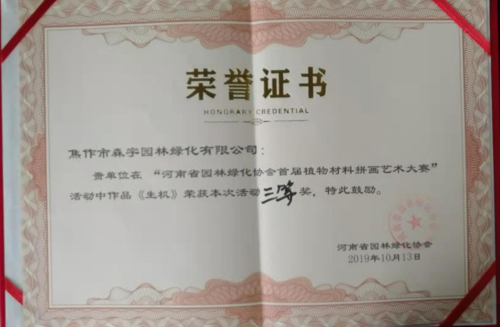 荣誉证书
HONORARY CREDENTIAL
焦作市森宇园林绿化有限公司：
贵单位在“河南省园林绿化协会首届植物材料拼画艺术大赛”
活动中作品《生机》荣获本次活动三等奖，特此鼓励。
河南省园林绿化协会
2019年10月13日